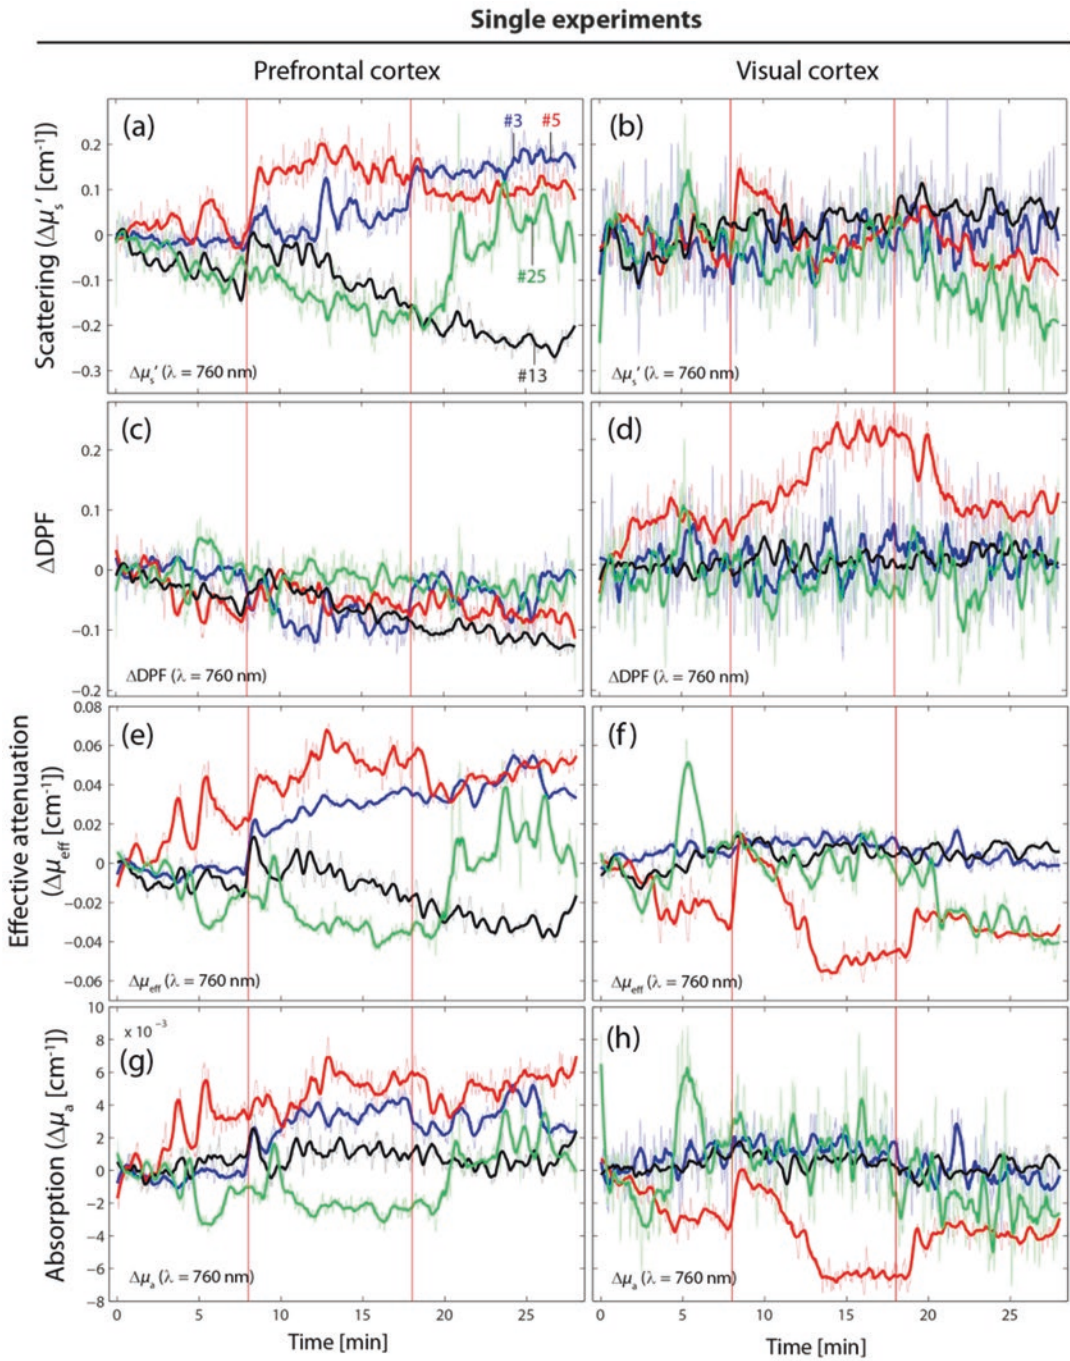 Single experiments
Prefrontal cortex
Visual cortex
Scattering (Δμs′ [cm-1])
(a)
#3
#5
#25
#13
0.2
0.1
0
−0.1
−0.2
−0.3
Δμs′ (λ = 760 nm)
(b)
Δμs′ (λ = 760 nm)
ΔDPF
(c)
0.2
0.1
0
−0.1
−0.2
ΔDPF (λ = 760 nm)
(d)
ΔDPF (λ = 760 nm)
Effective attenuation
(Δμeff [cm-1])
(e)
0.08
0.06
0.04
0.02
0
−0.02
−0.04
−0.06
Δμeff (λ = 760 nm)
(f)
Δμeff (λ = 760 nm)
Absorption (Δμa [cm-1])
x 10 −3
(g)
10
8
6
4
2
0
−2
−4
−6
−8
Δμa (λ = 760 nm)
(h)
Δμa (λ = 760 nm)
0 5 10 15 20 25
0 5 10 15 20 25
Time [min]
Time [min]